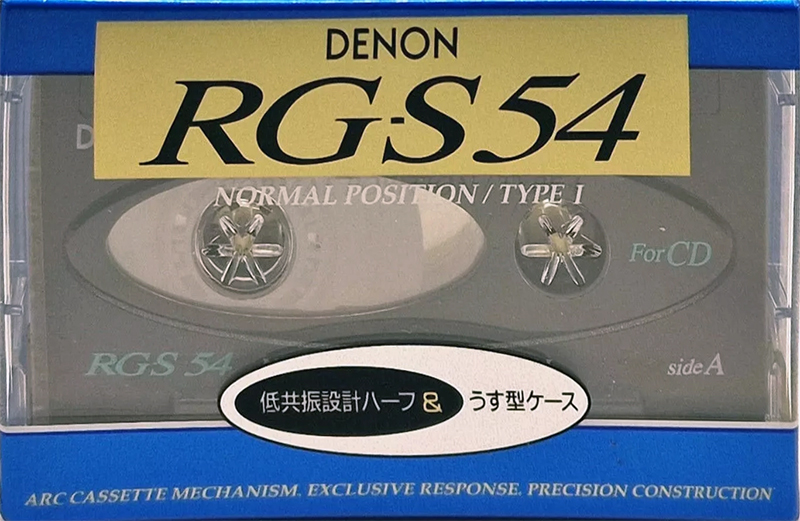 DENON
RG-S 54
D
NORMAL POSITION / TYPE I
For CD
RG-S 54
side A
低共振設計ハーフ & うす型ケース
ARC CASSETTE MECHANISM. EXCLUSIVE RESPONSE. PRECISION CONSTRUCTION